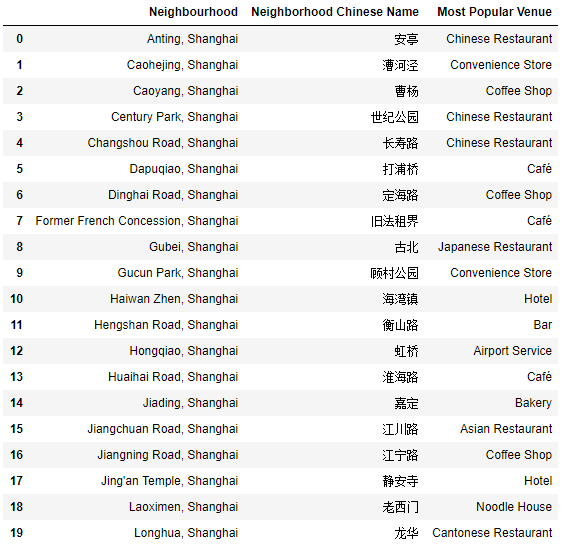 Neighbourhood Neighborhood Chinese Name Most Popular Venue
0 Anting, Shanghai 安亭 Chinese Restaurant
1 Caohejing, Shanghai 漕河泾 Convenience Store
2 Caoyang, Shanghai 曹杨 Coffee Shop
3 Century Park, Shanghai 世纪公园 Chinese Restaurant
4 Changshou Road, Shanghai 长寿路 Chinese Restaurant
5 Dapuqiao, Shanghai 打浦桥 Café
6 Dinghai Road, Shanghai 定海路 Coffee Shop
7 Former French Concession, Shanghai 旧法租界 Café
8 Gubei, Shanghai 古北 Japanese Restaurant
9 Gucun Park, Shanghai 顾村公园 Convenience Store
10 Haiwan Zhen, Shanghai 海湾镇 Hotel
11 Hengshan Road, Shanghai 衡山路 Bar
12 Hongqiao, Shanghai 虹桥 Airport Service
13 Huaihai Road, Shanghai 淮海路 Café
14 Jiading, Shanghai 嘉定 Bakery
15 Jiangchuan Road, Shanghai 江川路 Asian Restaurant
16 Jiangning Road, Shanghai 江宁路 Coffee Shop
17 Jing'an Temple, Shanghai 静安寺 Hotel
18 Laoximen, Shanghai 老西门 Noodle House
19 Longhua, Shanghai 龙华 Cantonese Restaurant